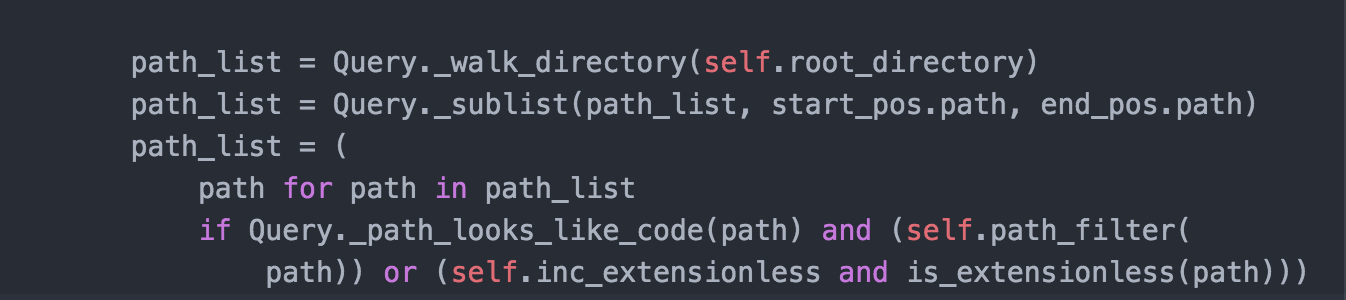 path_list = Query._walk_directory(self.root_directory)
path_list = Query._sublist(path_list, start_pos.path, end_pos.path)
path_list = (
    path for path in path_list
    if Query._path_looks_like_code(path) and (self.path_filter(
        path)) or (self.inc_extensionless and is_extensionless(path)))